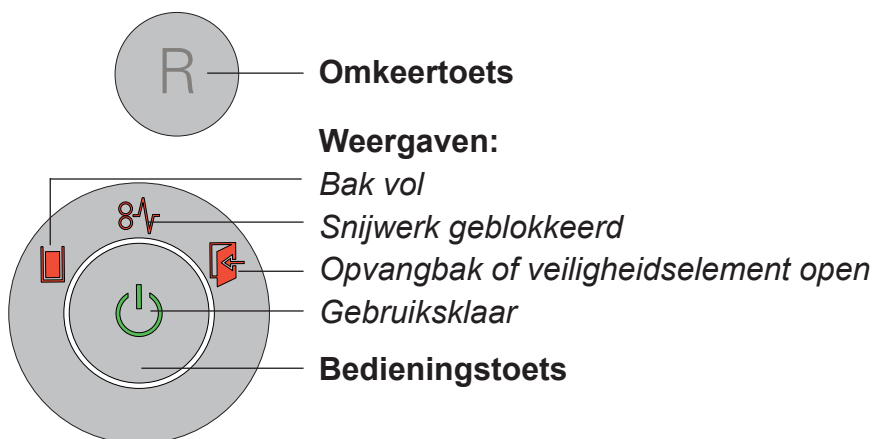 R
Omkeertoets
Weergaven:
Bak vol
Snijwerk geblokkeerd
Opvangbak of veiligheidselement open
Gebruiksklaar
Bedieningstoets